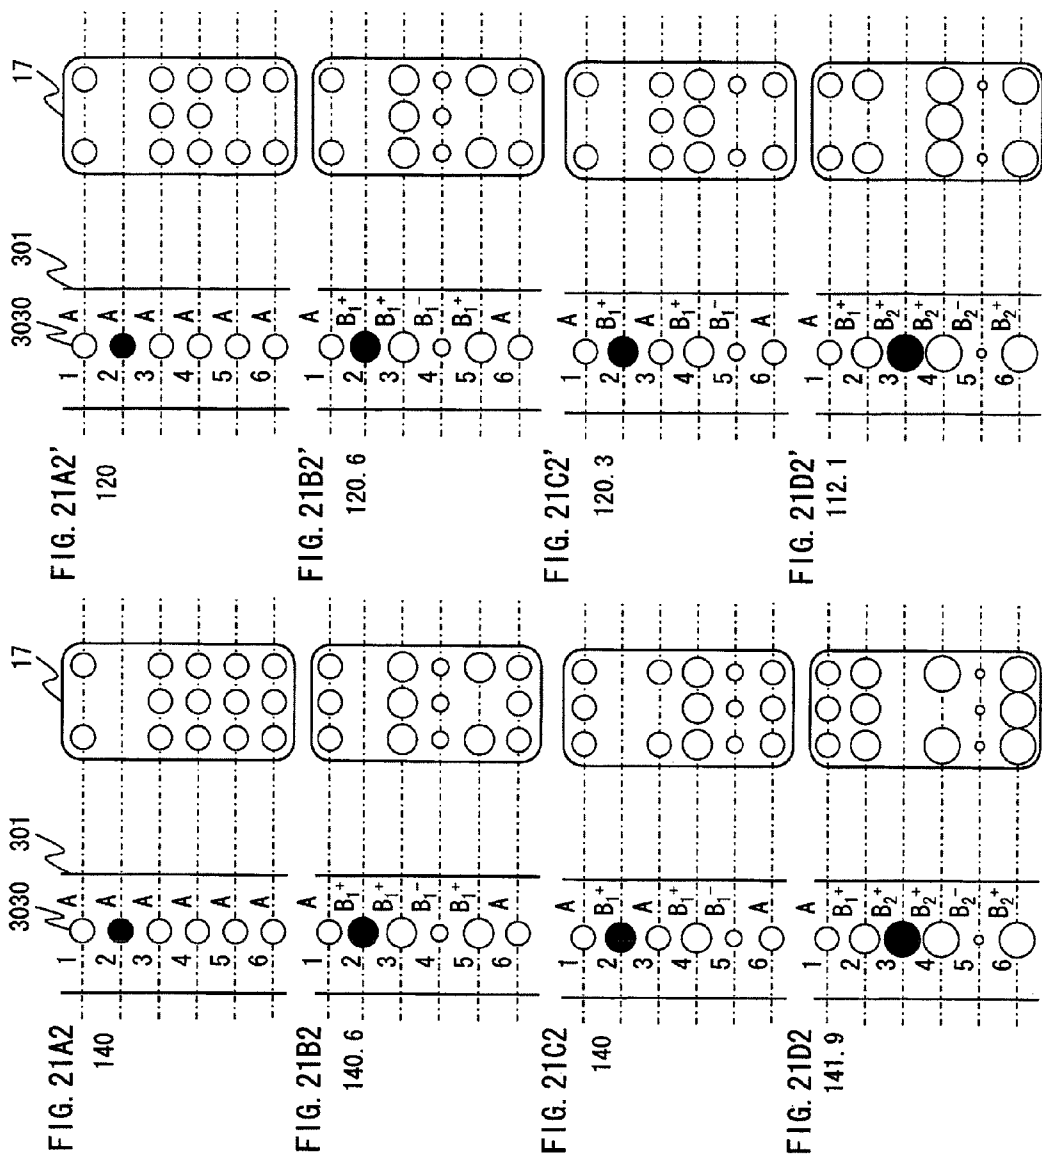 3030 301 17
FIG. 21A2
140
1 A
2 A
3 A
4 A
5 A
6 A
FIG. 21B2
140. 6
1 A
2 B₁⁺
3 B₁⁺
4 B₁⁻
5 B₁⁺
6 A
FIG. 21C2
140
1 A
2 B₁⁺
3 A
4 B₁⁺
5 B₁⁻
6 A
FIG. 21D2
141. 9
1 A
2 B₁⁺
3 B₂⁺
4 B₂⁺
5 B₂⁻
6 B₂⁺
3030 301 17
FIG. 21A2'
120
1 A
2 A
3 A
4 A
5 A
6 A
FIG. 21B2'
120. 6
1 A
2 B₁⁺
3 B₁⁺
4 B₁⁻
5 B₁⁺
6 A
FIG. 21C2'
120. 3
1 A
2 B₁⁺
3 A
4 B₁⁺
5 B₁⁻
6 A
FIG. 21D2'
112. 1
1 A
2 B₁⁺
3 B₂⁺
4 B₂⁺
5 B₂⁻
6 B₂⁺